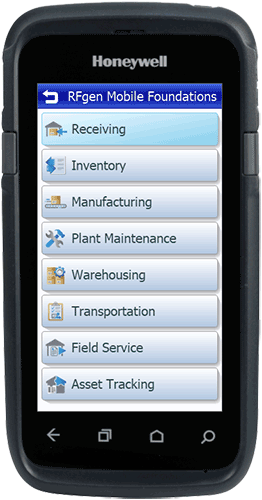 Honeywell
RFgen Mobile Foundations
Receiving
Inventory
Manufacturing
Plant Maintenance
Warehousing
Transportation
Field Service
Asset Tracking